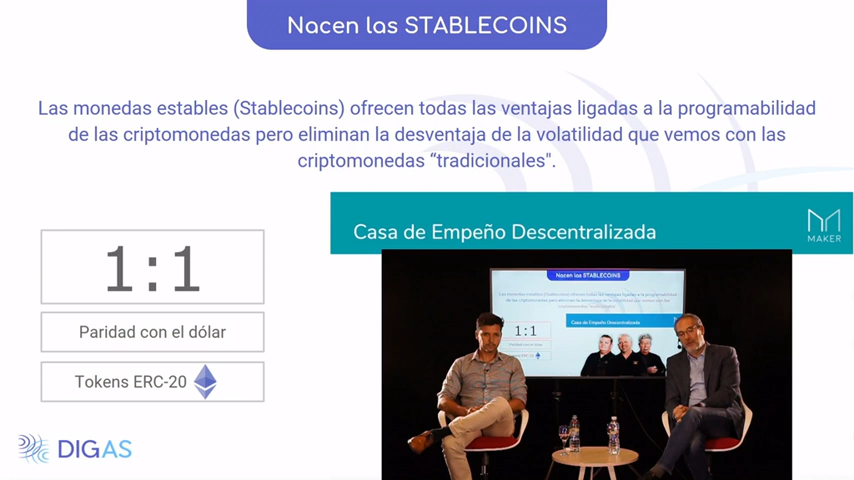 Nacen las STABLECOINS
Las monedas estables (Stablecoins) ofrecen todas las ventajas ligadas a la programabilidad
de las criptomonedas pero eliminan la desventaja de la volatilidad que vemos con las
criptomonedas “tradicionales".
Casa de Empeño Descentralizada
MAKER
1:1
Paridad con el dólar
Tokens ERC-20
DIGAS
Nacen las STABLECOINS
Casa de Empeño Descentralizada
1:1